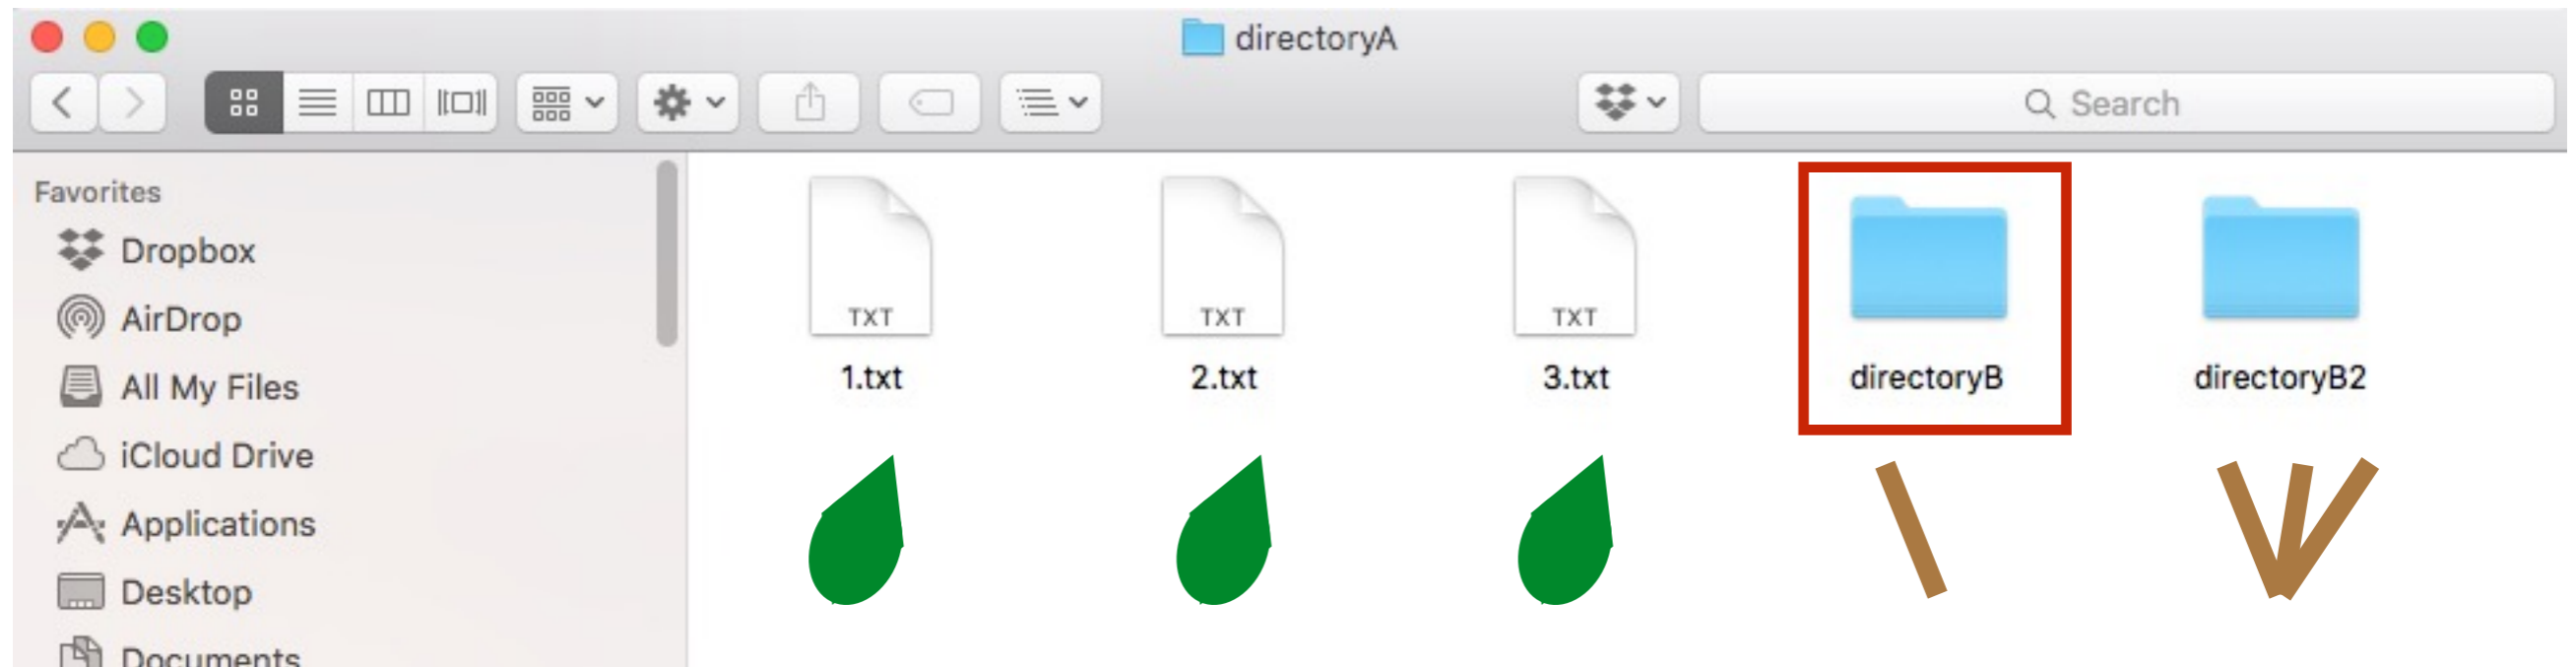 directoryA
Search
Favorites
Dropbox
AirDrop
All My Files
iCloud Drive
Applications
Desktop
Documents
TXT
TXT
TXT
1.txt
2.txt
3.txt
directoryB
directoryB2